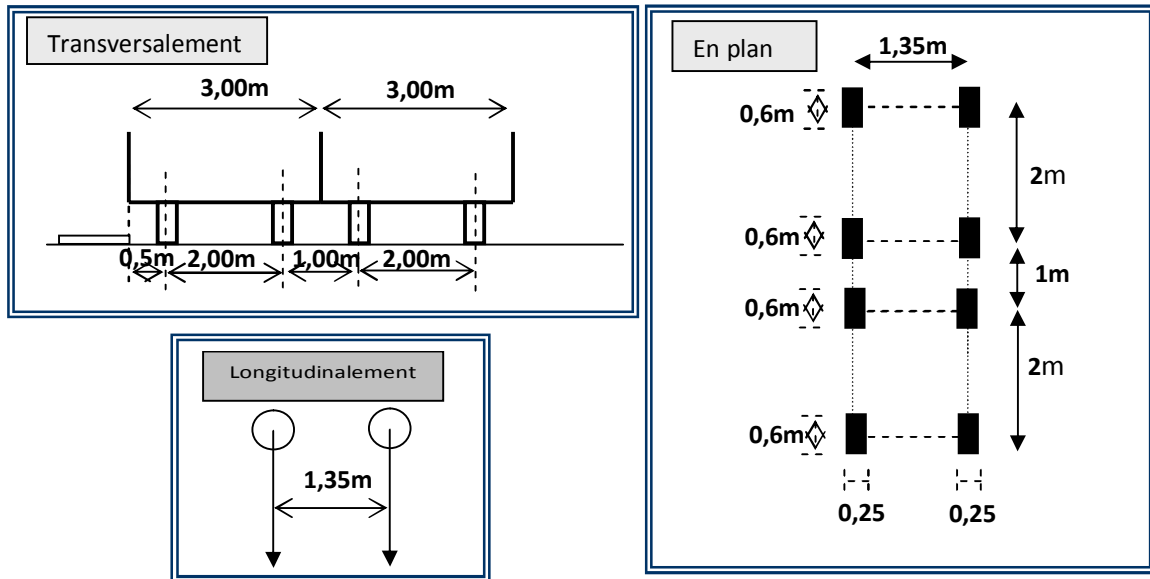 Transversalement
3,00m 3,00m
0,5m 2,00m 1,00m 2,00m
Longitudinalement
1,35m
En plan
1,35m
0,6m
2m
0,6m
1m
0,6m
2m
0,6m
0,25 0,25